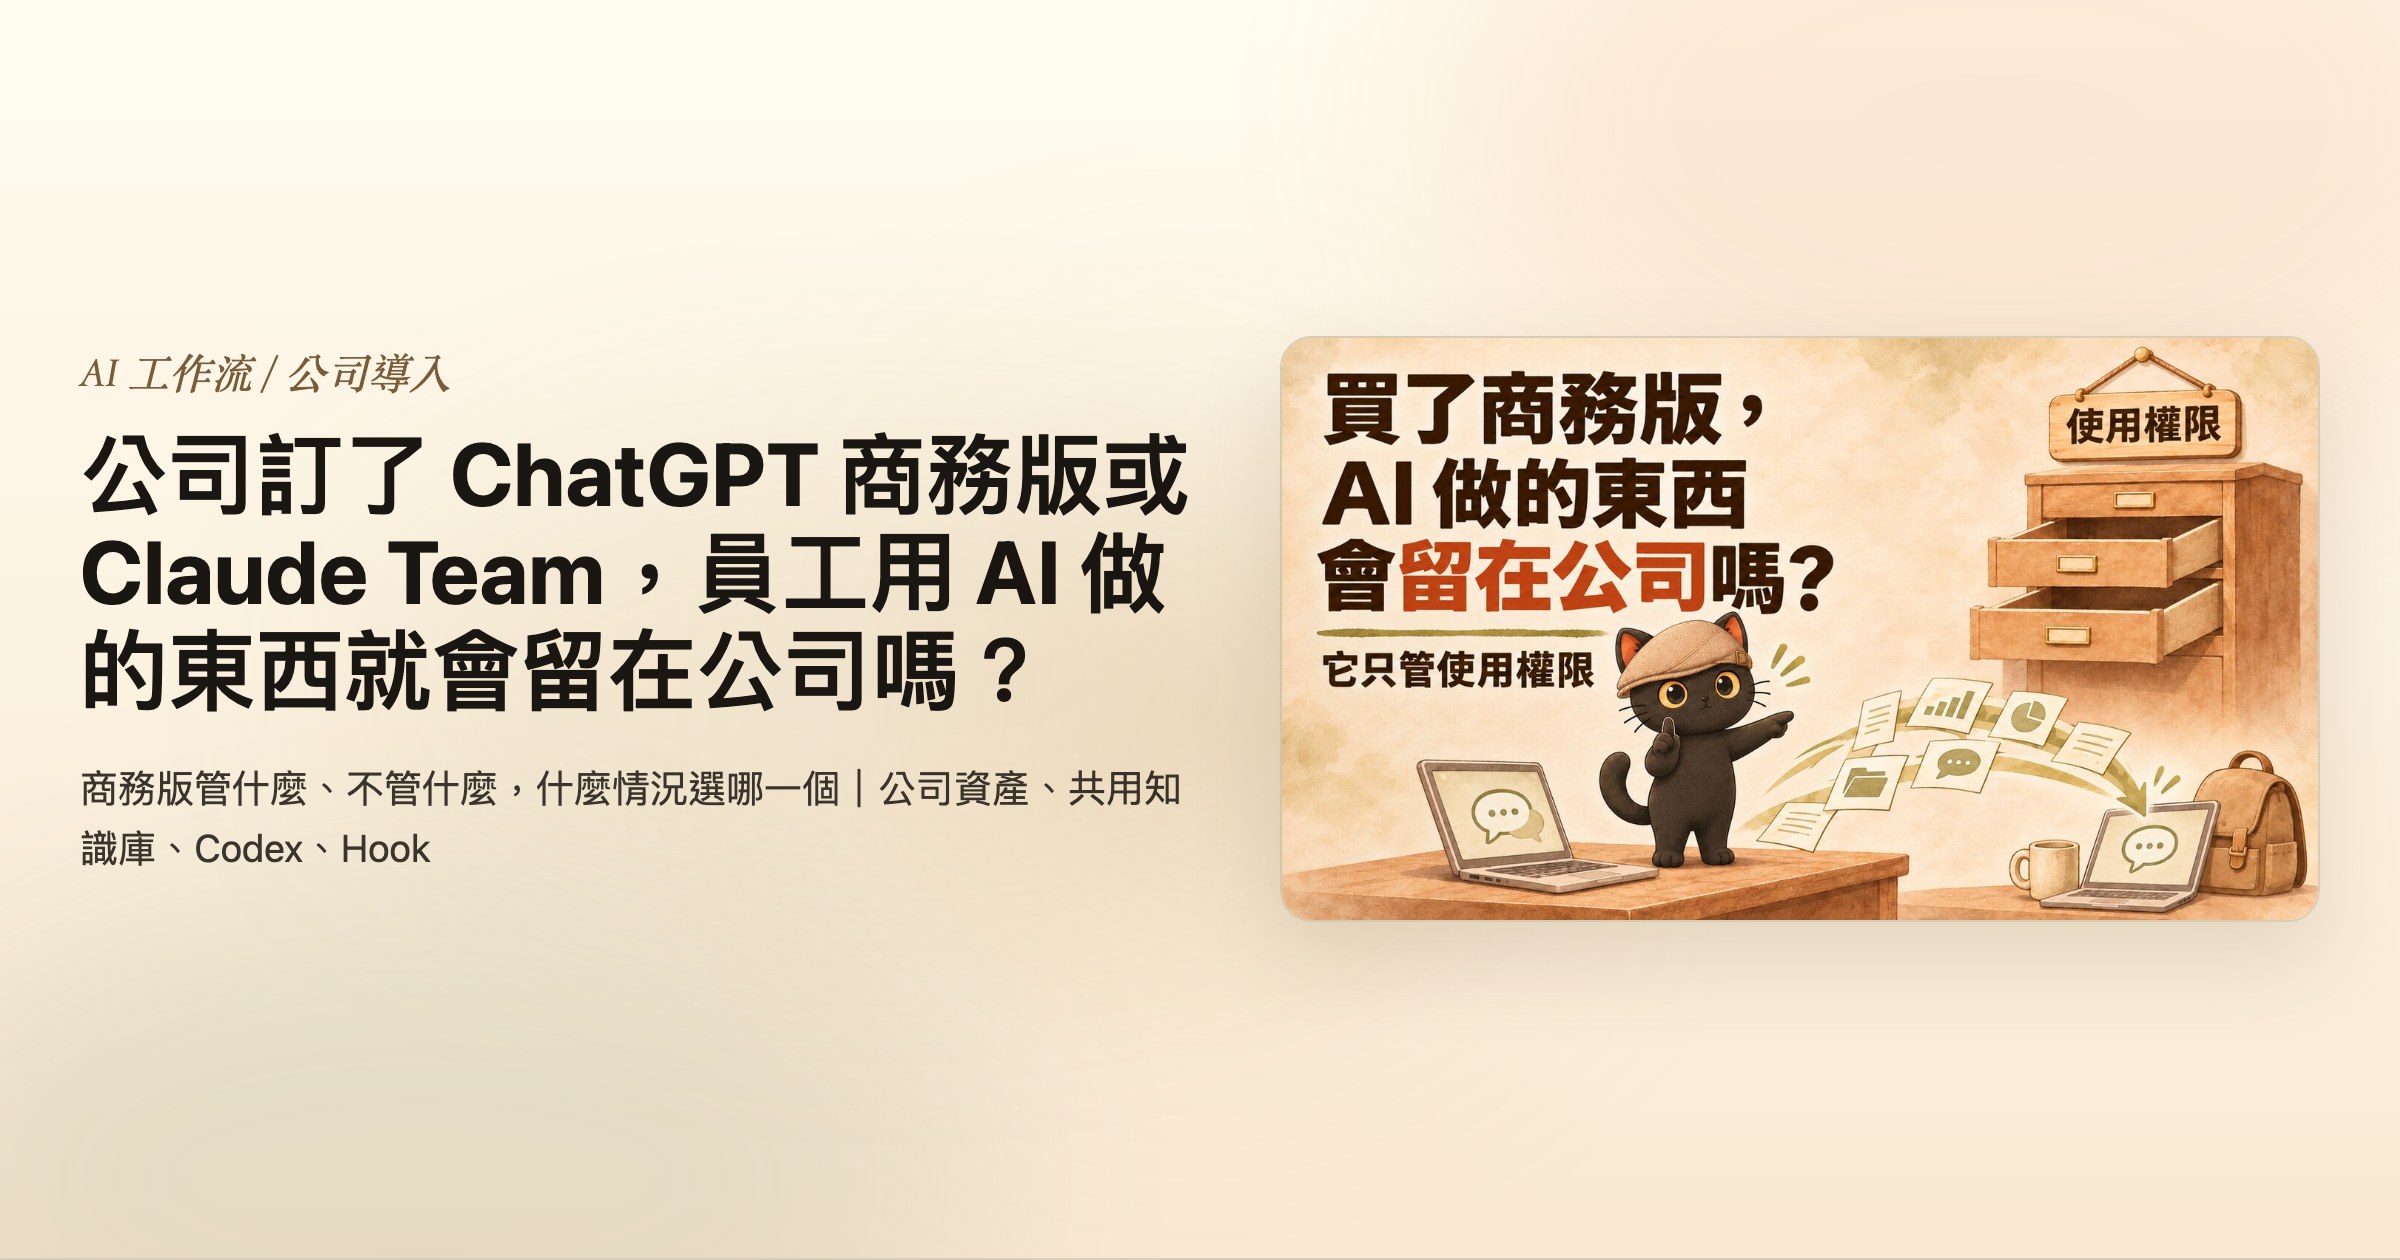 AI 工作流 / 公司導入
公司訂了 ChatGPT 商務版或
Claude Team，員工用 AI 做
的東西就會留在公司嗎？
商務版管什麼、不管什麼，什麼情況選哪一個｜公司資產、共用知
識庫、Codex、Hook
買了商務版，
AI 做的東西
會留在公司嗎？
它只管使用權限
使用權限